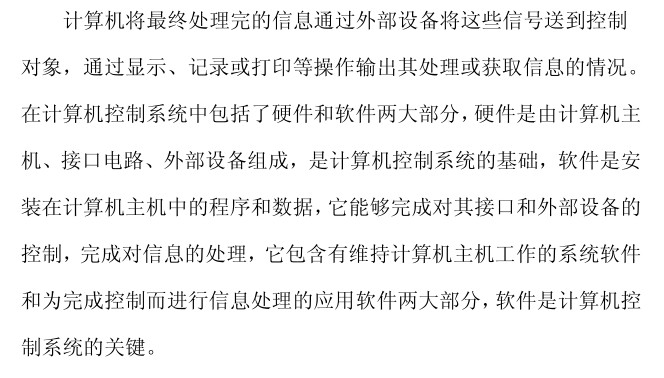 计算机将最终处理完的信息通过外部设备将这些信号送到控制
对象，通过显示、记录或打印等操作输出其处理或获取信息的情况。
在计算机控制系统中包括了硬件和软件两大部分，硬件是由计算机主
机、接口电路、外部设备组成，是计算机控制系统的基础，软件是安
装在计算机主机中的程序和数据，它能够完成对其接口和外部设备的
控制，完成对信息的处理，它包含有维持计算机主机工作的系统软件
和为完成控制而进行信息处理的应用软件两大部分，软件是计算机控
制系统的关键。